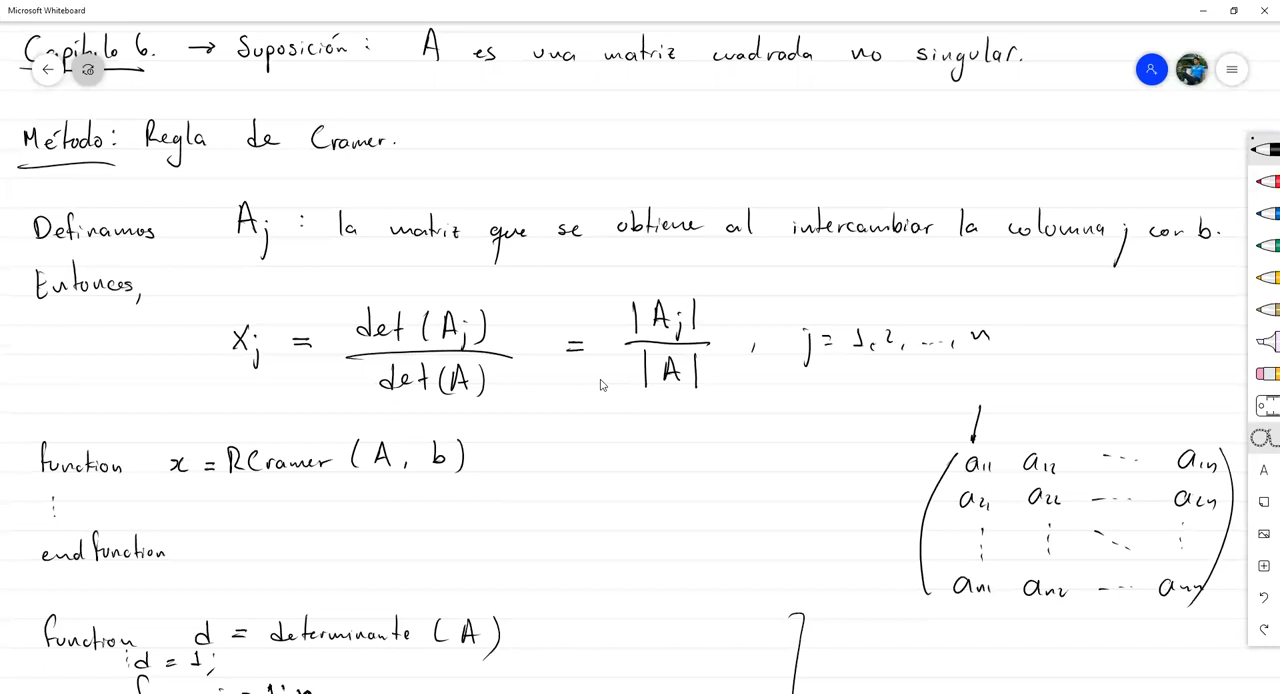 Microsoft Whiteboard
Capítulo 6. → Suposición: A es una matriz cuadrada no singular.
Método: Regla de Cramer.
Definamos Aj : la matriz que se obtiene al intercambiar la columna j con b.
Entonces,
xj = det(Aj) / det(A) = |Aj| / |A| , j = 1, 2, ..., n
function x = RCramer (A, b)
⋮
endfunction
a11 a12 ... a1n
a21 a22 ... a2n
⋮ ⋮ ⋱ ⋮
an1 an2 ... ann
function d = determinante (A)
d = 1;
A